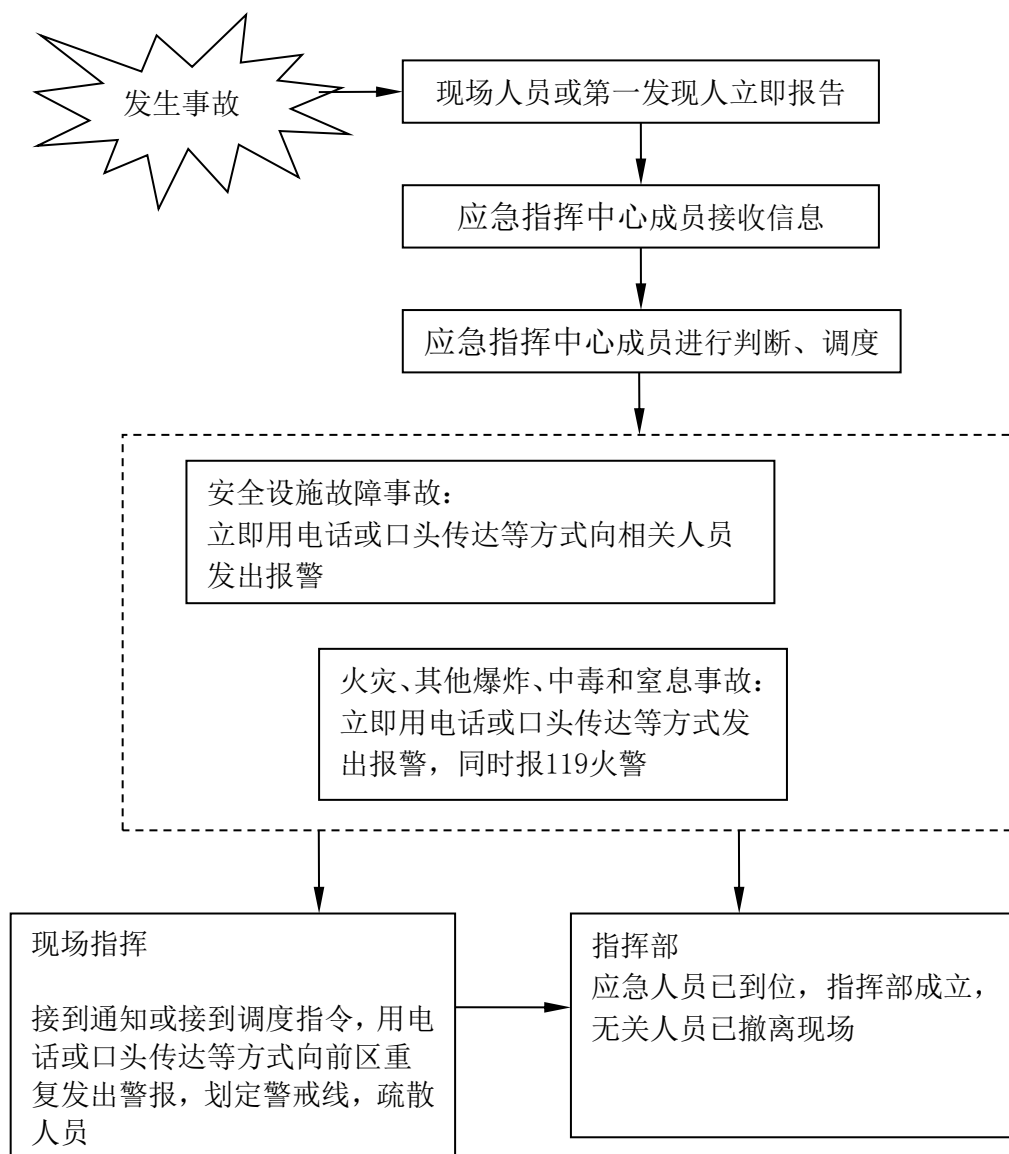 发生事故
现场人员或第一发现人立即报告
应急指挥中心成员接收信息
应急指挥中心成员进行判断、调度
安全设施故障事故：
立即用电话或口头传达等方式向相关人员
发出报警
火灾、其他爆炸、中毒和窒息事故：
立即用电话或口头传达等方式发
出报警，同时报119火警
现场指挥
接到通知或接到调度指令，用电
话或口头传达等方式向前区重
复发出警报，划定警戒线，疏散
人员
指挥部
应急人员已到位，指挥部成立，
无关人员已撤离现场